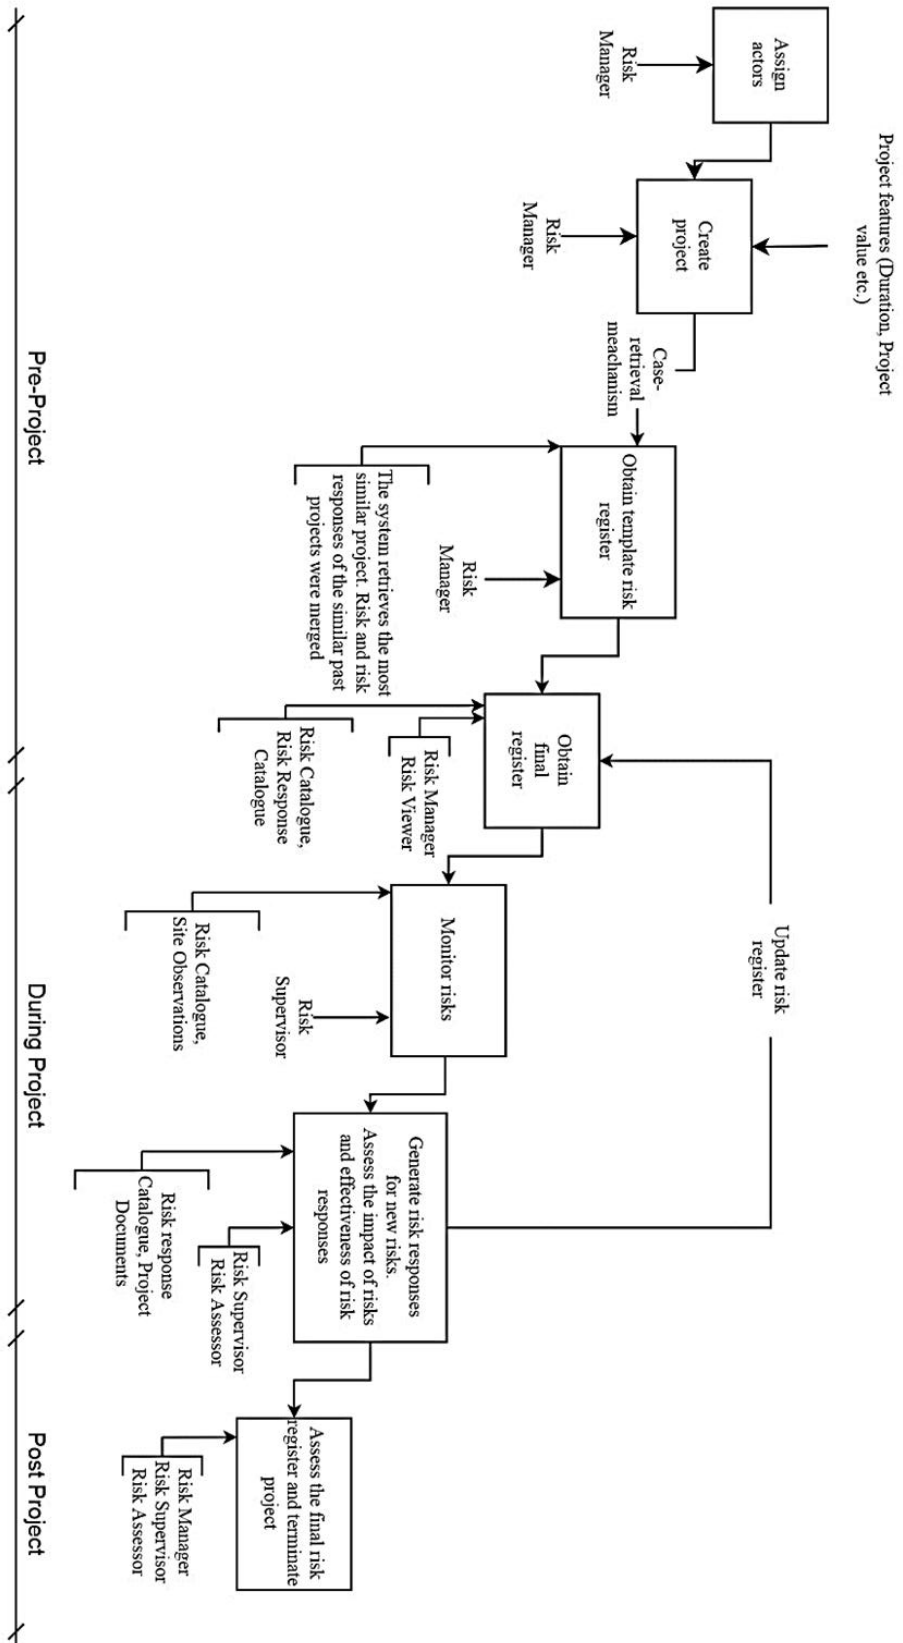 Assign
actors
Risk
Manager
Project features (Duration, Project
value etc.)
Create
project
Risk
Manager
Case-
retrieval
meachanism
Obtain template risk
register
The system retrieves the most
similar project. Risk and risk
responses of the similar past
projects were merged
Risk
Manager
Obtain
final
register
Risk Manager
Risk Viewer
Risk Catalogue,
Risk Response
Catalogue
Update risk
register
Monitor risks
Risk Catalogue,
Site Observations
Risk
Supervisor
Generate risk responses
for new risks.
Assess the impact of risks
and effectiveness of risk
responses
Risk response
Catalogue, Project
Documents
Risk Supervisor
Risk Assessor
Assess the final risk
register and terminate
project
Risk Manager
Risk Supervisor
Risk Assessor
Pre-Project
During Project
Post Project